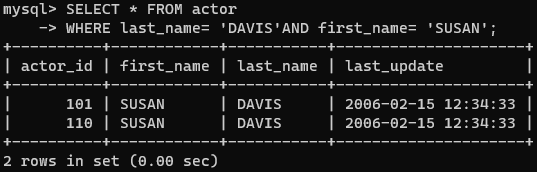 mysql> SELECT * FROM actor
    -> WHERE last_name= 'DAVIS'AND first_name= 'SUSAN';
+----------+------------+-----------+---------------------+
| actor_id | first_name | last_name | last_update         |
+----------+------------+-----------+---------------------+
|      101 | SUSAN      | DAVIS     | 2006-02-15 12:34:33 |
|      110 | SUSAN      | DAVIS     | 2006-02-15 12:34:33 |
+----------+------------+-----------+---------------------+
2 rows in set (0.00 sec)